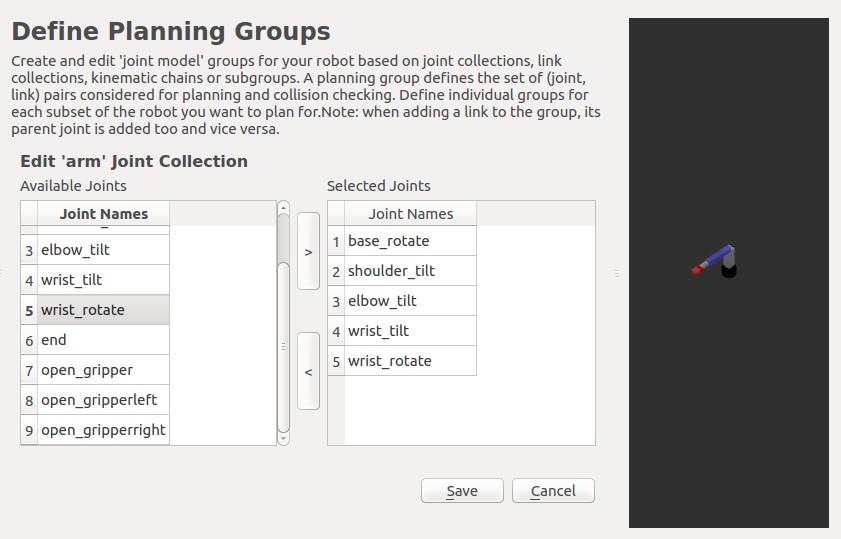 Define Planning Groups
Create and edit 'joint model' groups for your robot based on joint collections, link
collections, kinematic chains or subgroups. A planning group defines the set of (joint,
link) pairs considered for planning and collision checking. Define individual groups for
each subset of the robot you want to plan for.Note: when adding a link to the group, its
parent joint is added too and vice versa.
Edit 'arm' Joint Collection
Available Joints
Joint Names
3 elbow_tilt
4 wrist_tilt
5 wrist_rotate
6 end
7 open_gripper
8 open_gripperleft
9 open_gripperright
>
<
Selected Joints
Joint Names
1 base_rotate
2 shoulder_tilt
3 elbow_tilt
4 wrist_tilt
5 wrist_rotate
Save
Cancel